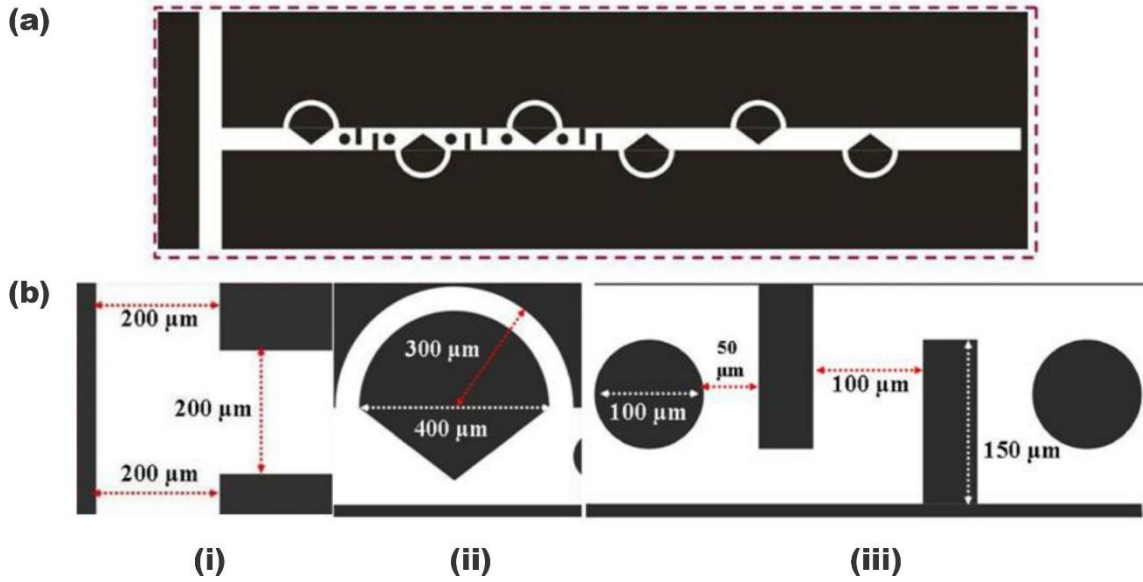 (a)
(b)
200 µm
200 µm
200 µm
300 µm
400 µm
50
µm
100 µm
100 µm
150 µm
(i)
(ii)
(iii)